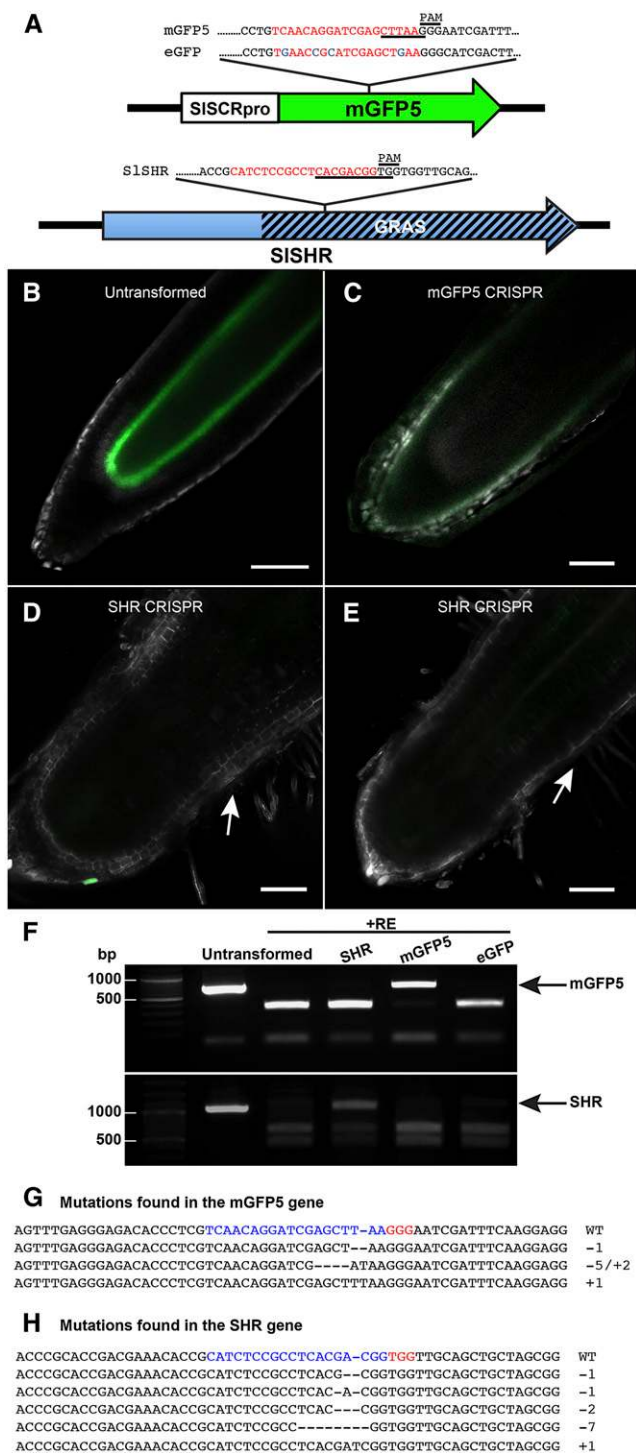 A
PAM
mGFP5 ………CCTGTCAACAGGATCGAGCTTAAGGGAATCGATTT…
eGFP ………CCTGTGAACCGCATCGAGCTGAAGGGCATCGACTT…
SlSCRpro mGFP5
PAM
SlSHR ………ACCGCATCTCCGCCTCACGACGGTGGTGGTTGCAG…
GRAS
SlSHR
B Untransformed
C mGFP5 CRISPR
D SHR CRISPR
E SHR CRISPR
F
+RE
bp Untransformed SHR mGFP5 eGFP
1000
500
mGFP5
1000
500
SHR
G Mutations found in the mGFP5 gene
AGTTTGAGGGAGACACCCTCGTCAACAGGATCGAGCTT-AAGGGAATCGATTTCAAGGAGG WT
AGTTTGAGGGAGACACCCTCGTCAACAGGATCGAGCT--AAGGGAATCGATTTCAAGGAGG -1
AGTTTGAGGGAGACACCCTCGTCAACAGGATCG----ATAAGGGAATCGATTTCAAGGAGG -5/+2
AGTTTGAGGGAGACACCCTCGTCAACAGGATCGAGCTTTAAGGGAATCGATTTCAAGGAGG +1
H Mutations found in the SHR gene
ACCCGCACCGACGAAACACCGCATCTCCGCCTCACGA-CGGTGGTTGCAGCTGCTAGCGG WT
ACCCGCACCGACGAAACACCGCATCTCCGCCTCACG--CGGTGGTTGCAGCTGCTAGCGG -1
ACCCGCACCGACGAAACACCGCATCTCCGCCTCAC-A-CGGTGGTTGCAGCTGCTAGCGG -1
ACCCGCACCGACGAAACACCGCATCTCCGCCTCAC---CGGTGGTTGCAGCTGCTAGCGG -2
ACCCGCACCGACGAAACACCGCATCTCCGCC--------GGTGGTTGCAGCTGCTAGCGG -7
ACCCGCACCGACGAAACACCGCATCTCCGCCTCACGATCGGTGGTTGCAGCTGCTAGCGG +1